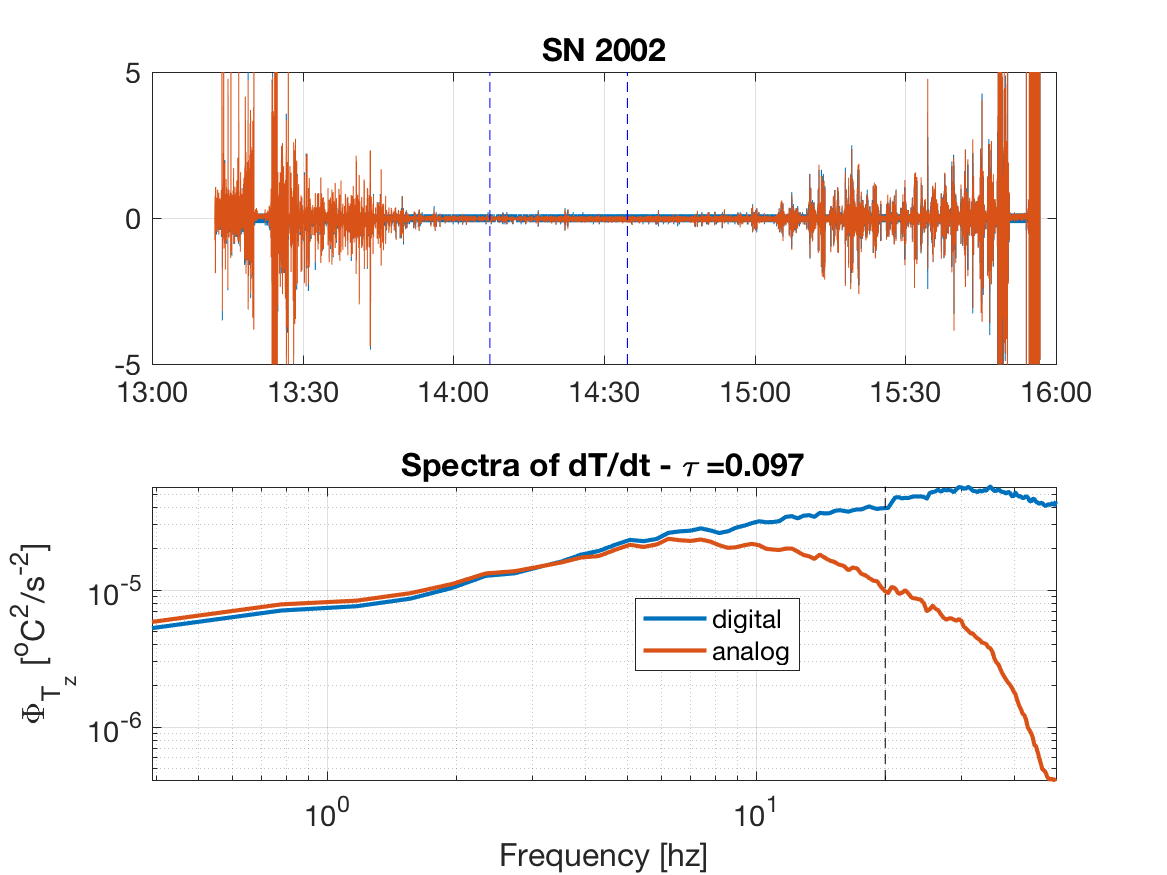 SN 2002
5
0
-5
13:00 13:30 14:00 14:30 15:00 15:30 16:00
Spectra of dT/dt - τ =0.097
Φ_{T_z} [°C²/s⁻²]
10⁻⁵
10⁻⁶
digital
analog
10⁰ 10¹
Frequency [hz]